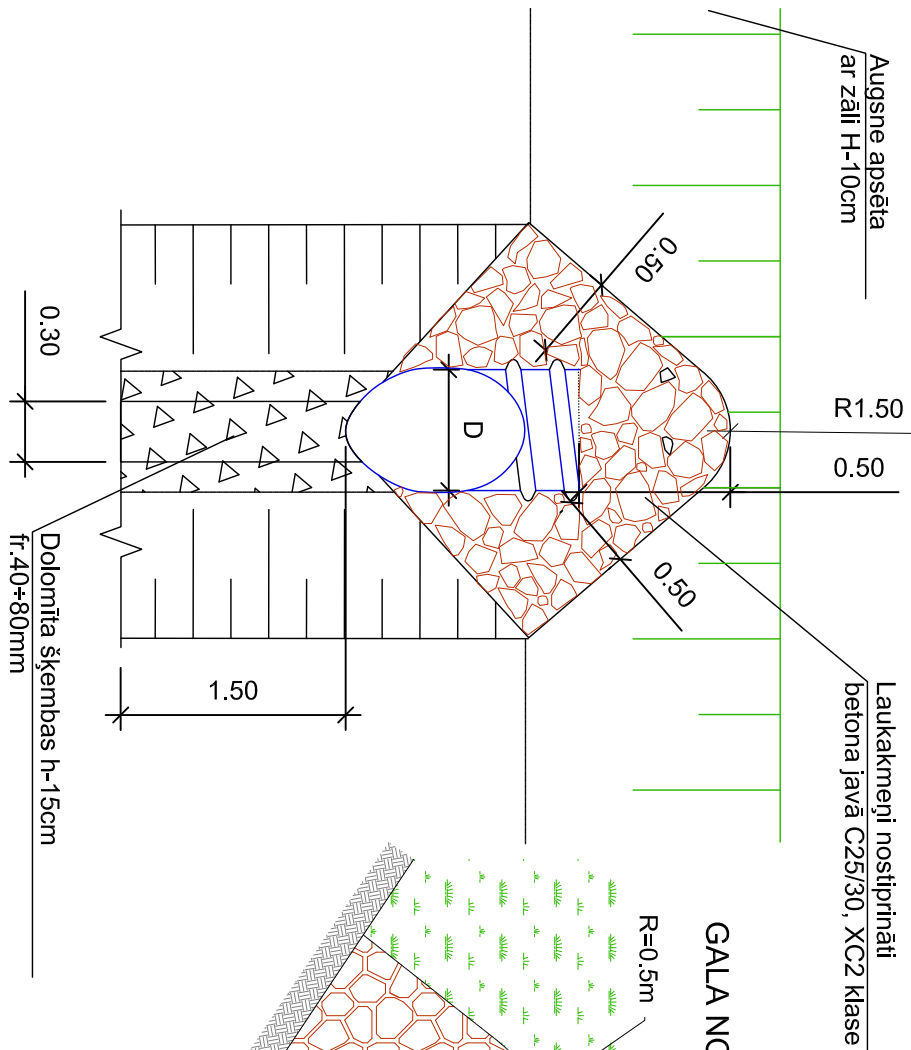 Augsne apsēta
ar zāli H-10cm
0.50
R1.50
0.50
0.50
D
0.30
1.50
Laukakmeņi nostiprināti
betona javā C25/30, XC2 klase
Dolomīta šķembas h-15cm
fr.40÷80mm
GALA NO
R=0.5m